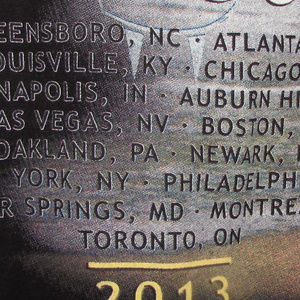 EENSBORO, NC · ATLANTA
OUISVILLE, KY · CHICAGO
NAPOLIS, IN · AUBURN HI
AS VEGAS, NV · BOSTON,
OAKLAND, PA · NEWARK,
YORK, NY · PHILADELPH
R SPRINGS, MD · MONTRE
TORONTO, ON
2013